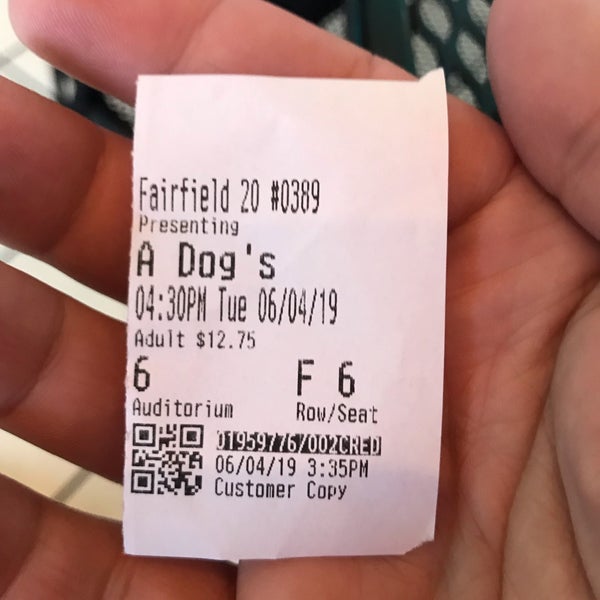 Fairfield 20 #0389
Presenting
A Dog's
04:30PM Tue 06/04/19
Adult $12.75
6 F 6
Auditorium Row/Seat
01959776/002CRED
06/04/19 3:35PM
Customer Copy